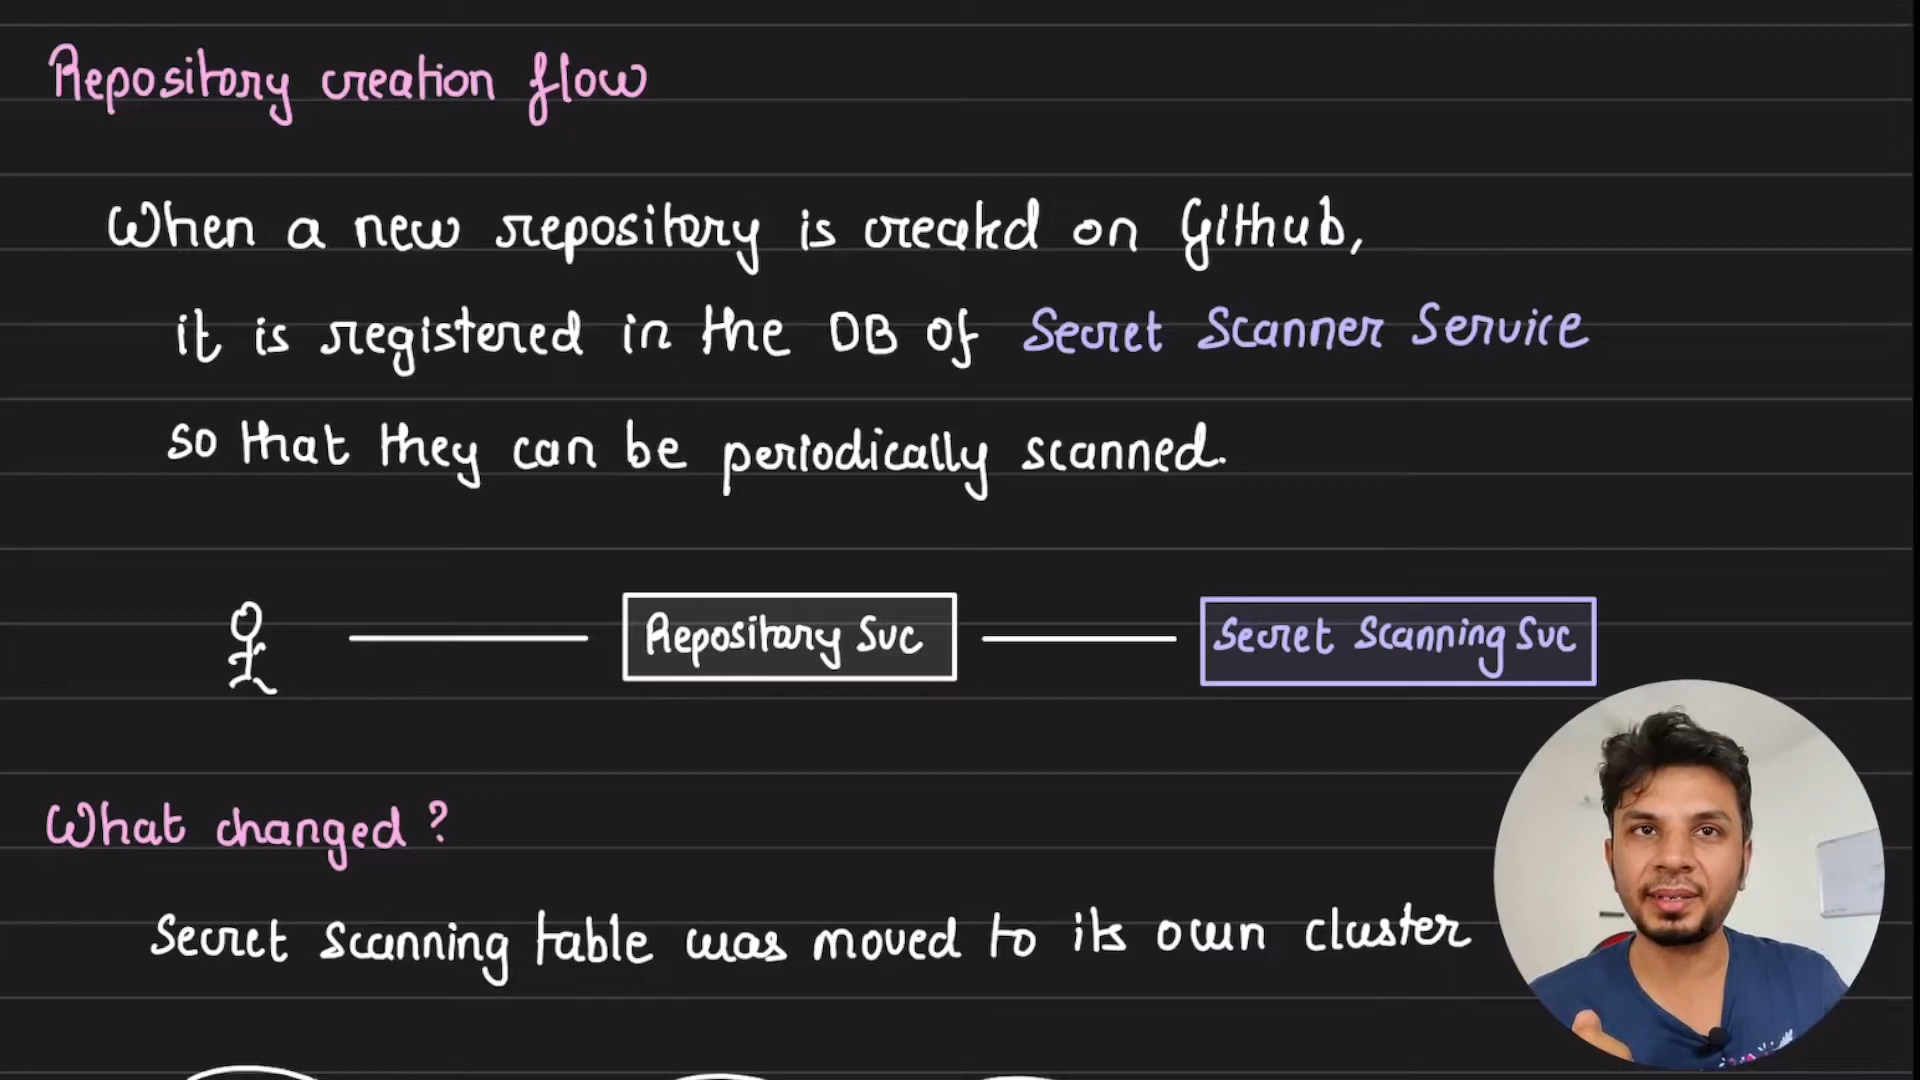 Repository creation flow
When a new repository is created on Github,
it is registered in the DB of Secret Scanner Service
so that they can be periodically scanned.
Repository Svc
Secret Scanning Svc
What changed?
Secret scanning table was moved to its own cluster